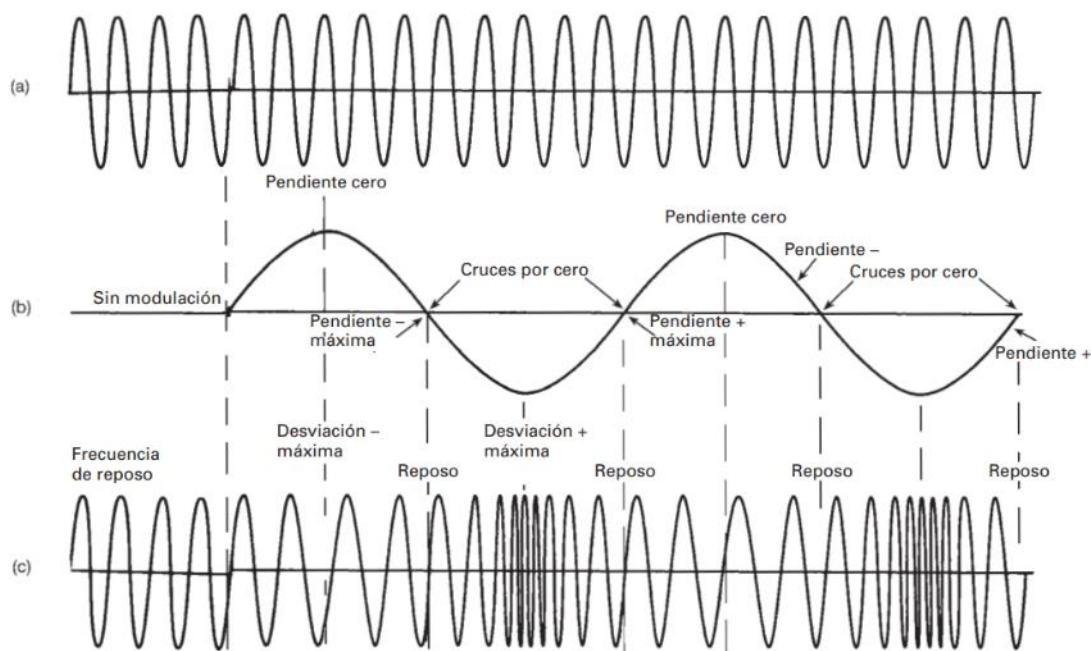 (a)
Pendiente cero
Pendiente cero
Pendiente –
Cruces por cero
Cruces por cero
Sin modulación
(b)
Pendiente –
máxima
Pendiente +
máxima
Pendiente +
Desviación –
máxima
Desviación +
máxima
Frecuencia
de reposo
Reposo
Reposo
Reposo
Reposo
(c)